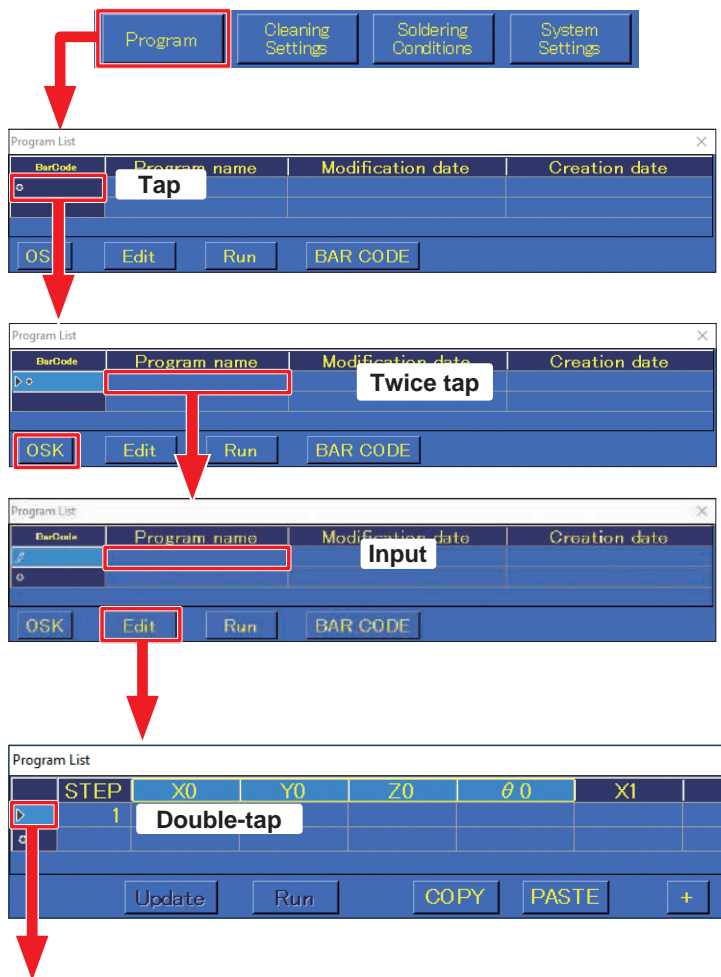 Program
Cleaning Settings
Soldering Conditions
System Settings
Program List
BarCode Program name Modification date Creation date
Tap
Edit Run BAR CODE
Program List
BarCode Program name Modification date Creation date
Twice tap
OSK Edit Run BAR CODE
Program List
BarCode Program name Modification date Creation date
Input
OSK Edit Run BAR CODE
Program List
STEP X0 Y0 Z0 θ0 X1
1 Double-tap
Update Run COPY PASTE +